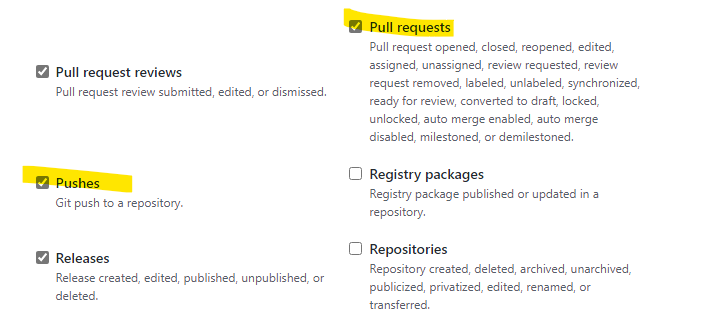 Pull requests
Pull request opened, closed, reopened, edited,
assigned, unassigned, review requested, review
request removed, labeled, unlabeled, synchronized,
ready for review, converted to draft, locked,
unlocked, auto merge enabled, auto merge
disabled, milestoned, or demilestoned.
Pull request reviews
Pull request review submitted, edited, or dismissed.
Pushes
Git push to a repository.
Registry packages
Registry package published or updated in a
repository.
Releases
Release created, edited, published, unpublished, or
deleted.
Repositories
Repository created, deleted, archived, unarchived,
publicized, privatized, edited, renamed, or
transferred.